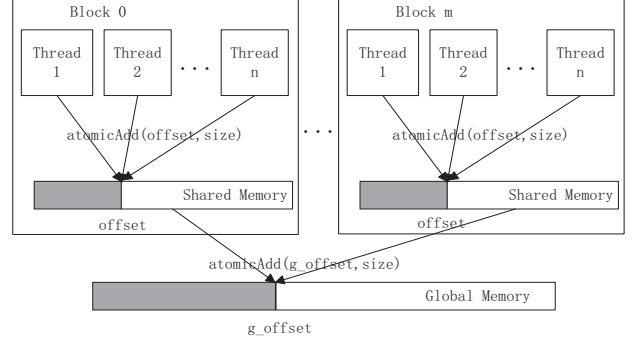 Block 0
Block m
Thread 1
Thread 2
...
Thread n
Thread 1
Thread 2
...
Thread n
atomicAdd(offset,size)
...
atomicAdd(offset,size)
Shared Memory
Shared Memory
offset
offset
atomicAdd(g_offset,size)
Global Memory
g_offset